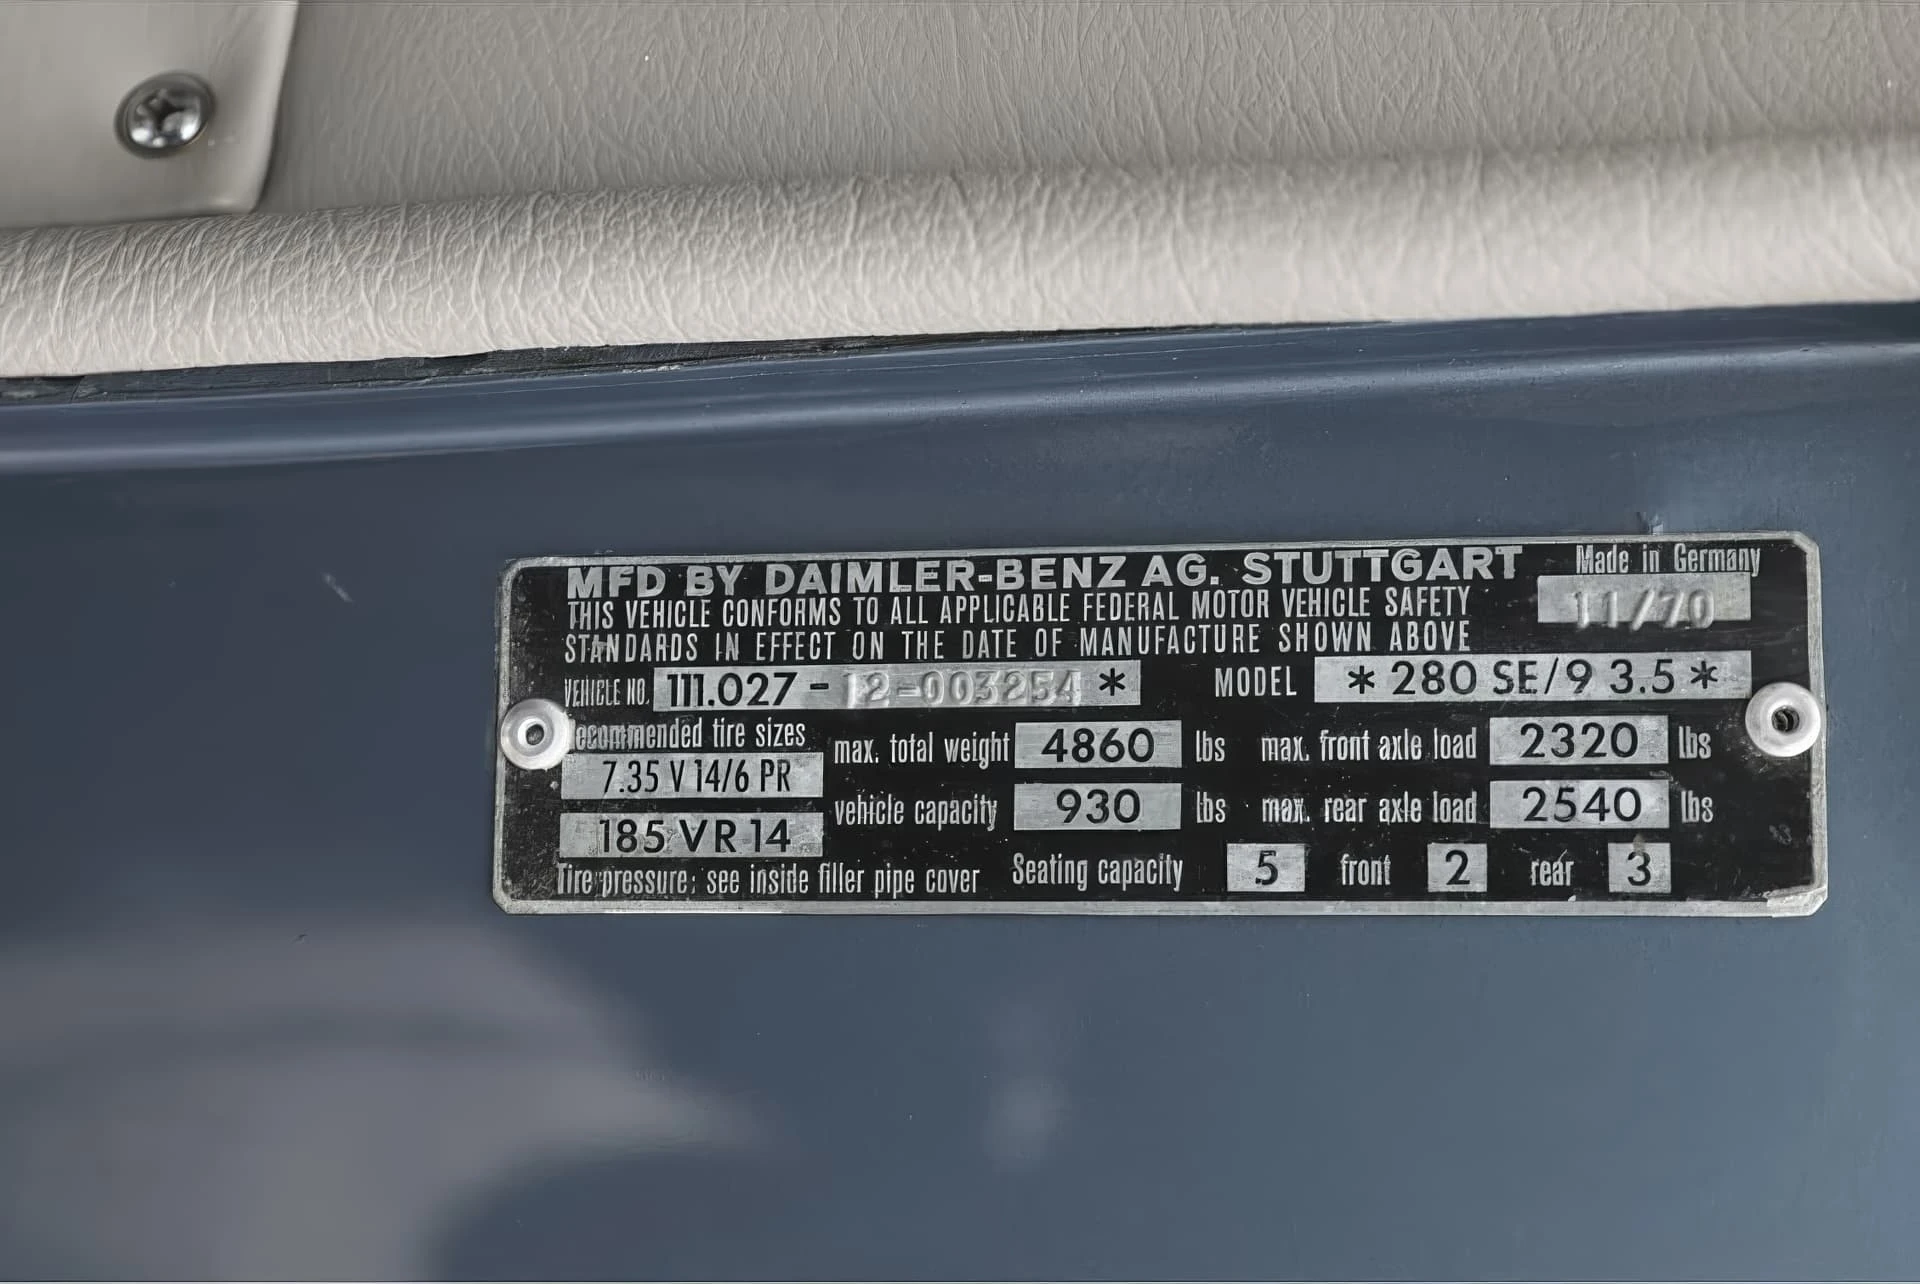 MFD BY DAIMLER-BENZ AG. STUTTGART Made in Germany
THIS VEHICLE CONFORMS TO ALL APPLICABLE FEDERAL MOTOR VEHICLE SAFETY 11/70
STANDARDS IN EFFECT ON THE DATE OF MANUFACTURE SHOWN ABOVE
VEHICLE NO. 111.027 - 12-003254 * MODEL * 280 SE/9 3.5 *
recommended tire sizes max. total weight 4860 lbs max. front axle load 2320 lbs
7.35 V 14/6 PR
vehicle capacity 930 lbs max. rear axle load 2540 lbs
185 VR 14
Tire pressure: see inside filler pipe cover Seating capacity 5 front 2 rear 3